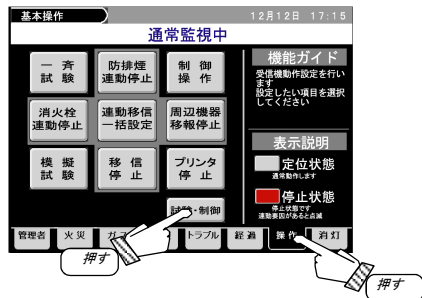 基本操作
12月12日 17:15
通常監視中
一 斉
試 験
防排煙
連動停止
制 御
操 作
機能ガイド
受信機動作設定を行い
ます
設定したい項目を選択
してください
消火栓
連動停止
連動移信
一括設定
周辺機器
移報停止
表示説明
定位状態
通常動作します
停止状態
停止状態です
連動要因があると点滅
模 擬
試 験
移 信
停 止
プリンタ
停 止
試験・制御
管理者
火 災
ガス
トラブル
経 過
操 作
消 灯
押す
押す